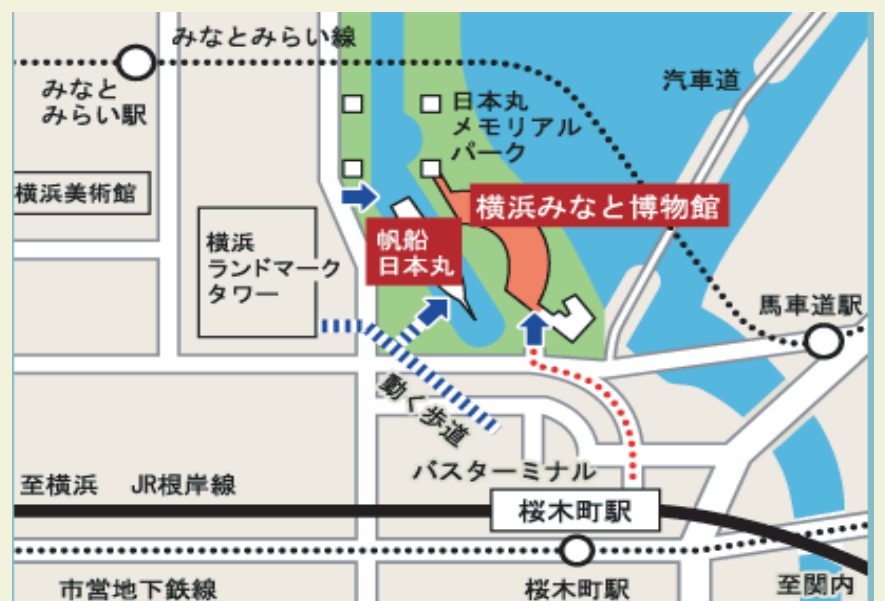 みなとみらい線
みなと
みらい駅
汽車道
日本丸
メモリアル
パーク
横浜美術館
横浜みなと博物館
横浜
ランドマーク
タワー
帆船
日本丸
馬車道駅
動く歩道
バスターミナル
至横浜
JR根岸線
桜木町駅
市営地下鉄線
桜木町駅
至関内